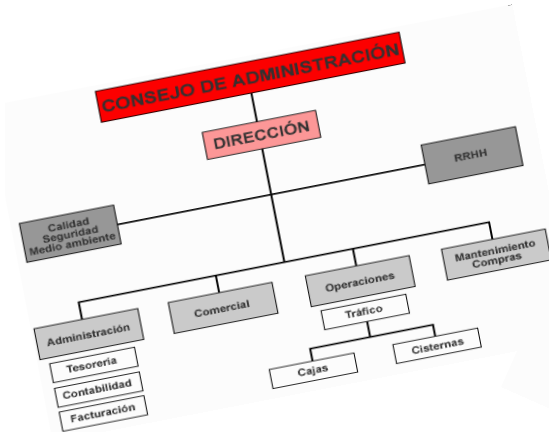 CONSEJO DE ADMINISTRACIÓN
DIRECCIÓN
RRHH
Calidad
Seguridad
Medio ambiente
Administración
Comercial
Operaciones
Mantenimiento
Compras
Tesorería
Contabilidad
Facturación
Tráfico
Cajas
Cisternas